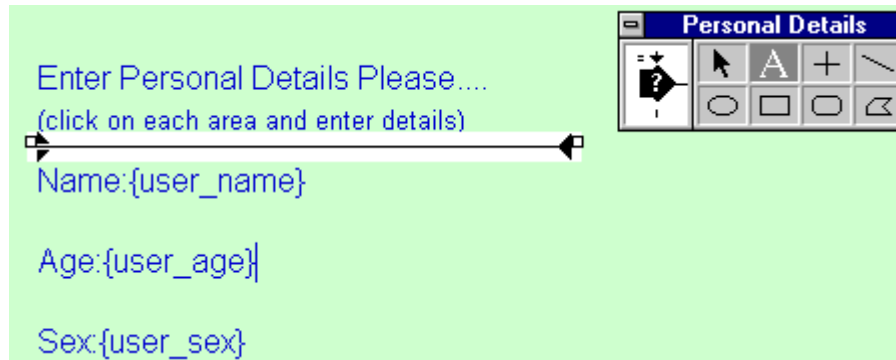 Personal Details
A
?
Enter Personal Details Please....
(click on each area and enter details)
Name:{user_name}
Age:{user_age}
Sex:{user_sex}